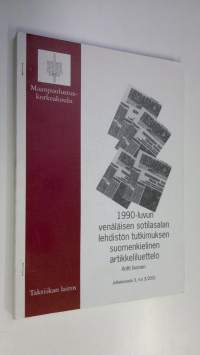 Maanpuolustus-
korkeakoulu
1990-luvun
venäläisen sotilasalan
lehdistön tutkimuksen
suomenkielinen
artikkeliluettelo
Taktiikan laitos